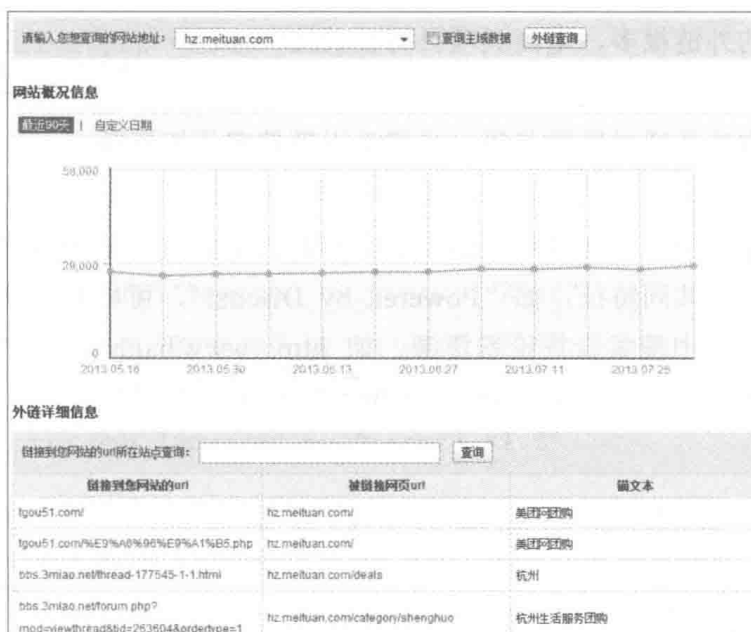 请输入您想查询的网站地址： hz.meituan.com 查询主域数据 外链查询
网站概况信息
最近90天 | 自定义日期
58,000
29,000
0
2013.05.16 2013.05.30 2013.06.13 2013.06.27 2013.07.11 2013.07.25
外链详细信息
链接到您网站的url所在站点查询： 查询
链接到您网站的url 被链接网页url 锚文本
tgou51.com/ hz.meituan.com/ 美团网团购
tgou51.com/%E9%A6%96%E9%A1%B5.php hz.meituan.com/ 美团网团购
bbs.3miao.net/thread-177545-1-1.html hz.meituan.com/deals 杭州
bbs.3miao.net/forum.php?
mod=viewthread&tid=263604&ordertype=1 hz.meituan.com/category/shenghuo 杭州生活服务团购